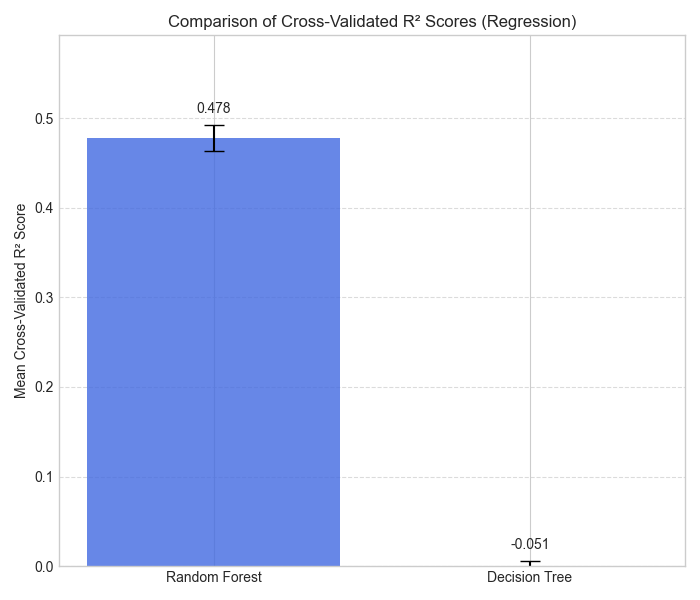 Comparison of Cross-Validated R² Scores (Regression)
Mean Cross-Validated R² Score
0.5
0.4
0.3
0.2
0.1
0.0
0.478
-0.051
Random Forest
Decision Tree